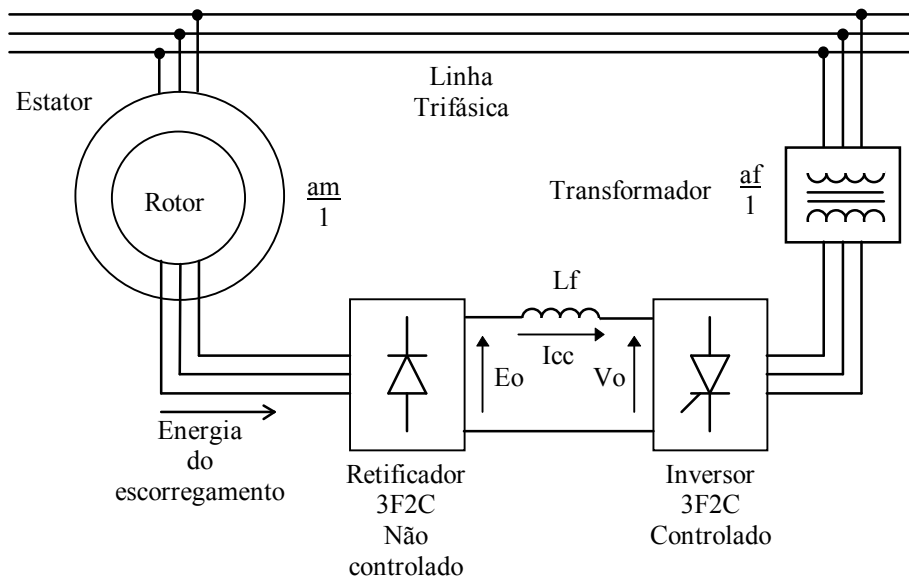 Linha
Trifásica
Estator
Rotor
am
1
Transformador
af
1
Lf
Icc
Eo
Vo
Energia
do
escorregamento
Retificador
3F2C
Não
controlado
Inversor
3F2C
Controlado